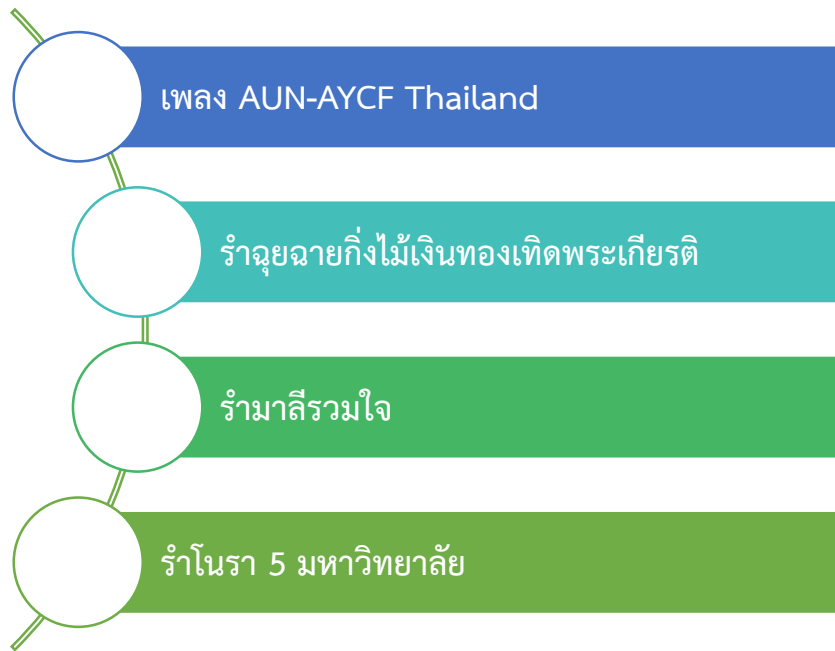 เพลง AUN-AYCF Thailand
รำฉุยฉายกิ่งไม้เงินทองเทิดพระเกียรติ
รำมาลีรวมใจ
รำโนรา 5 มหาวิทยาลัย